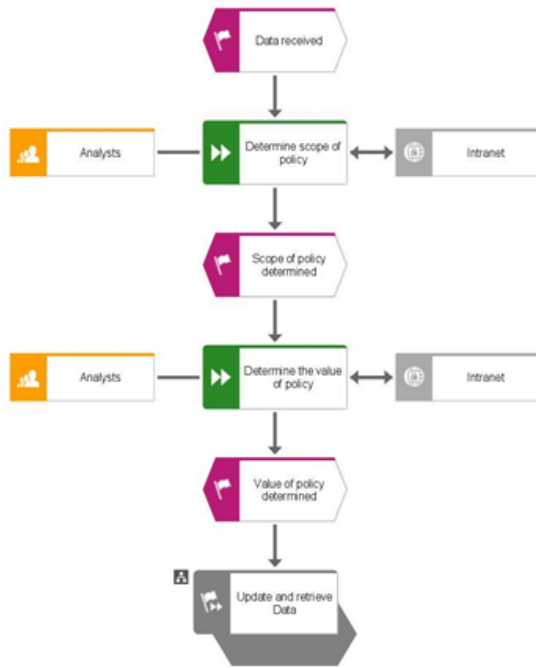 Data received
Analysts
Determine scope of
policy
Intranet
Scope of policy
determined
Analysts
Determine the value
of policy
Intranet
Value of policy
determined
Update and retrieve
Data